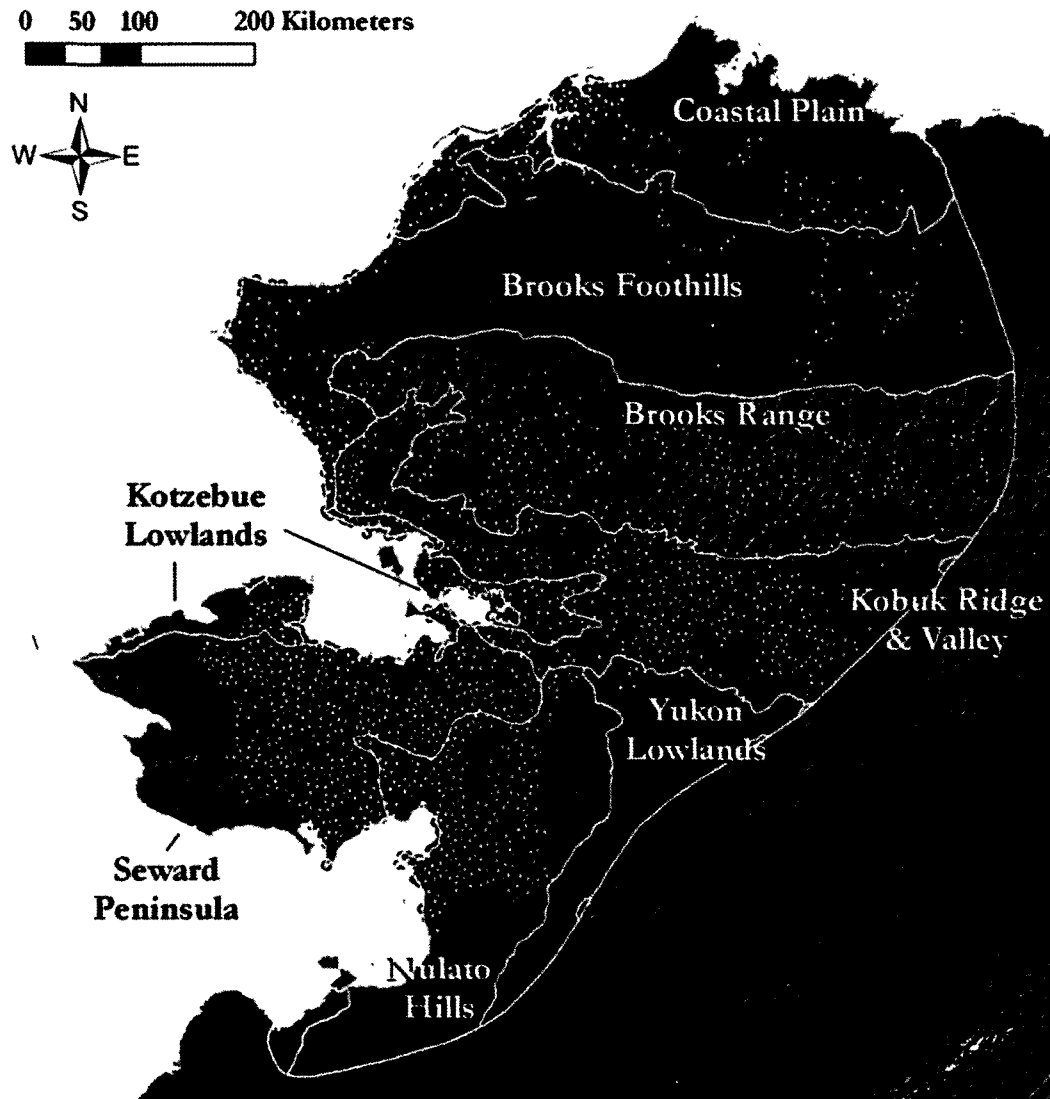 0 50 100 200 Kilometers
N
W E
S
Coastal Plain
Brooks Foothills
Brooks Range
Kotzebue
Lowlands
Kobuk Ridge
& Valley
Yukon
Lowlands
Seward
Peninsula
Nulato
Hills